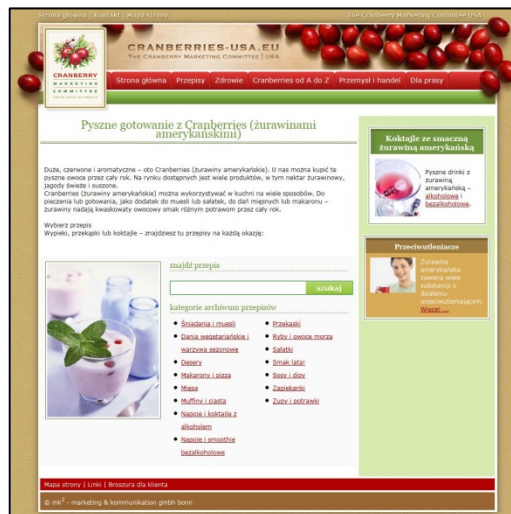 Strona główna | Kontakt | Mapa strony
The Cranberry Marketing Committee USA
CRANBERRIES-USA.EU
THE CRANBERRY MARKETING COMMITTEE | USA
CRANBERRY
MARKETING
COMMITTEE
Strona główna Przepisy Zdrowie Cranberries od A do Z Przemysł i handel Dla prasy
Pyszne gotowanie z Cranberries (żurawinami
amerykańskimi)
Duże, czerwone i aromatyczne – oto Cranberries (żurawiny amerykańskie). U nas można kupić te
pyszne owoce przez cały rok. Na rynku dostępnych jest wiele produktów, w tym nektar żurawinowy,
jagody świeże i suszone.
Cranberries (żurawiny amerykańskie) można wykorzystywać w kuchni na wiele sposobów. Do
pieczenia lub gotowania, jako dodatek do muesli lub sałatek, do dań mięsnych lub makaronu –
żurawiny nadają kwaskowaty owocowy smak różnym potrawom przez cały rok.
Wybierz przepis
Wypieki, przekąski lub koktajle – znajdziesz tu przepisy na każdą okazję:
znajdź przepis
szukaj
kategorie archiwum przepisów
Śniadania i muesli
Dania wegetariańskie i
warzywa sezonowe
Desery
Makarony i pizza
Mięsa
Muffiny i ciasta
Napoje i koktajle z
alkoholem
Napoje i smoothie
bezalkoholowe
Przekąski
Ryby i owoce morza
Sałatki
Smak lata!
Sosy i dipy
Zapiekanki
Zupy i potrawki
Koktajle ze smaczną
żurawiną amerykańską
Pyszne drinki z
żurawiną
amerykańską –
alkoholowe i
bezalkoholowe.
Przeciwutleniacze
Żurawina
amerykańska
zawiera wiele
substancji o
działaniu
przeciwutleniającym.
Więcej ...
Mapa strony | Linki | Broszura dla klienta
© mk² - marketing & kommunikation gmbh bonn